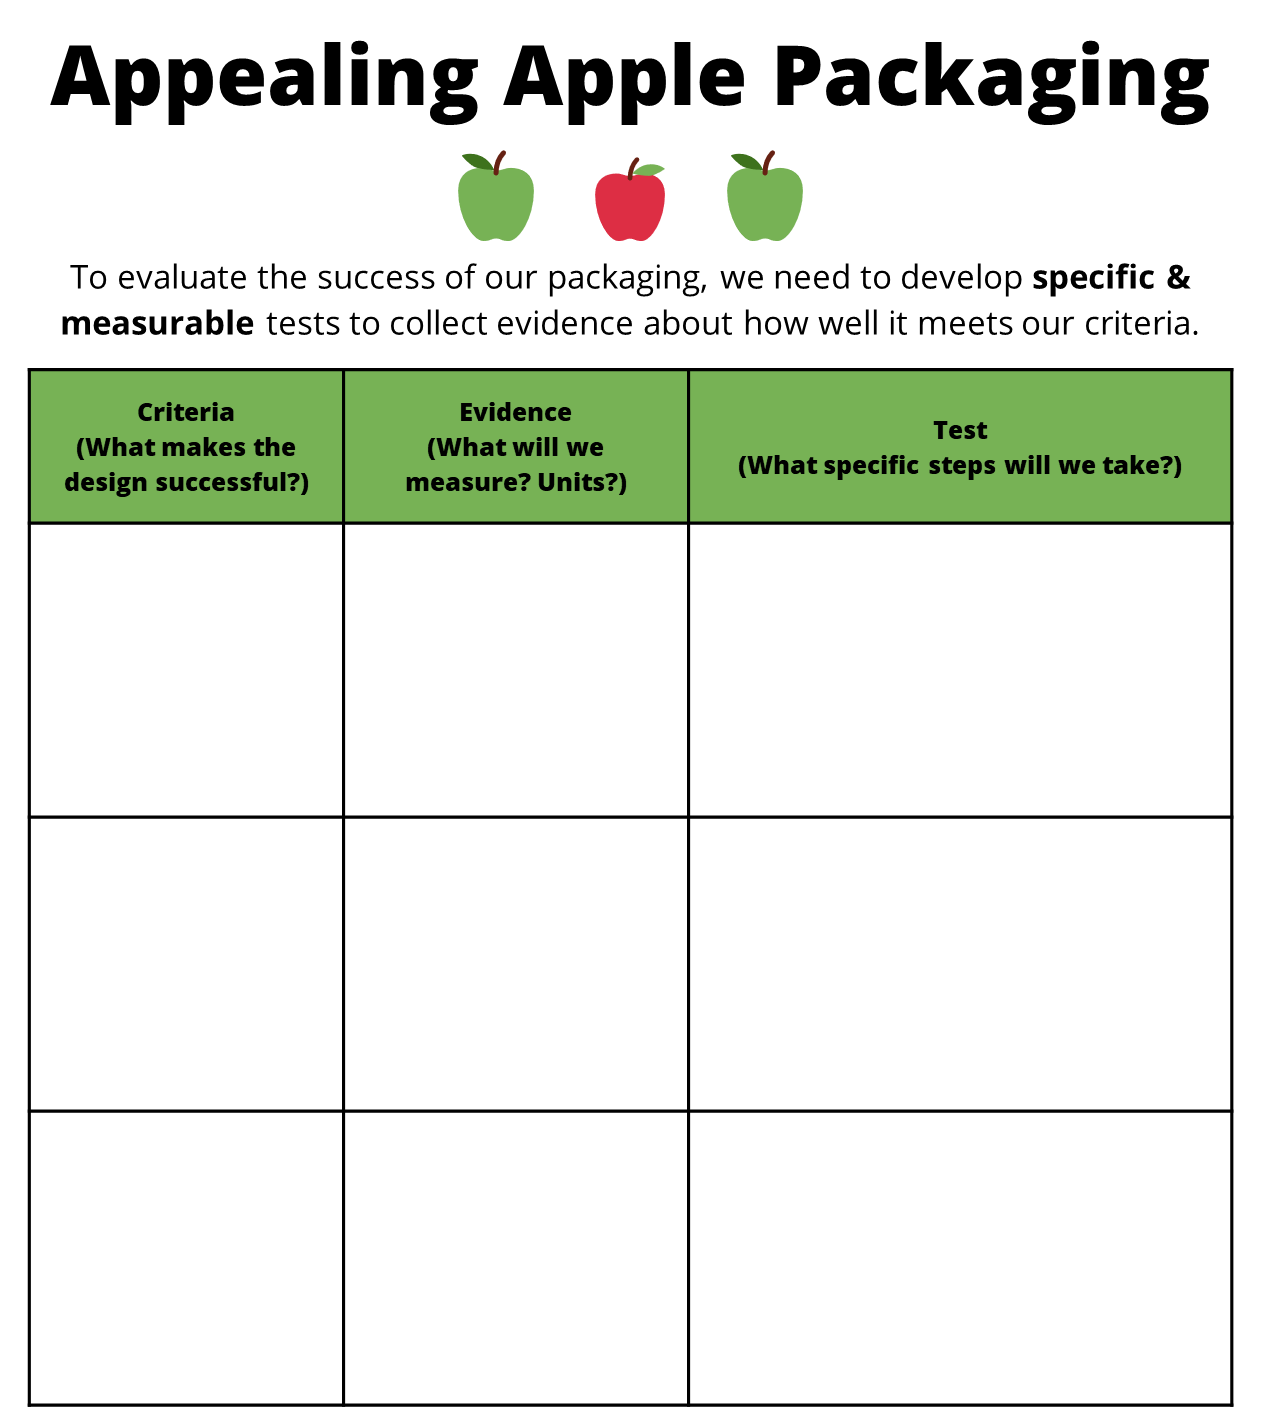 Appealing Apple Packaging
To evaluate the success of our packaging, we need to develop specific &
measurable tests to collect evidence about how well it meets our criteria.
Criteria
(What makes the
design successful?)
Evidence
(What will we
measure? Units?)
Test
(What specific steps will we take?)